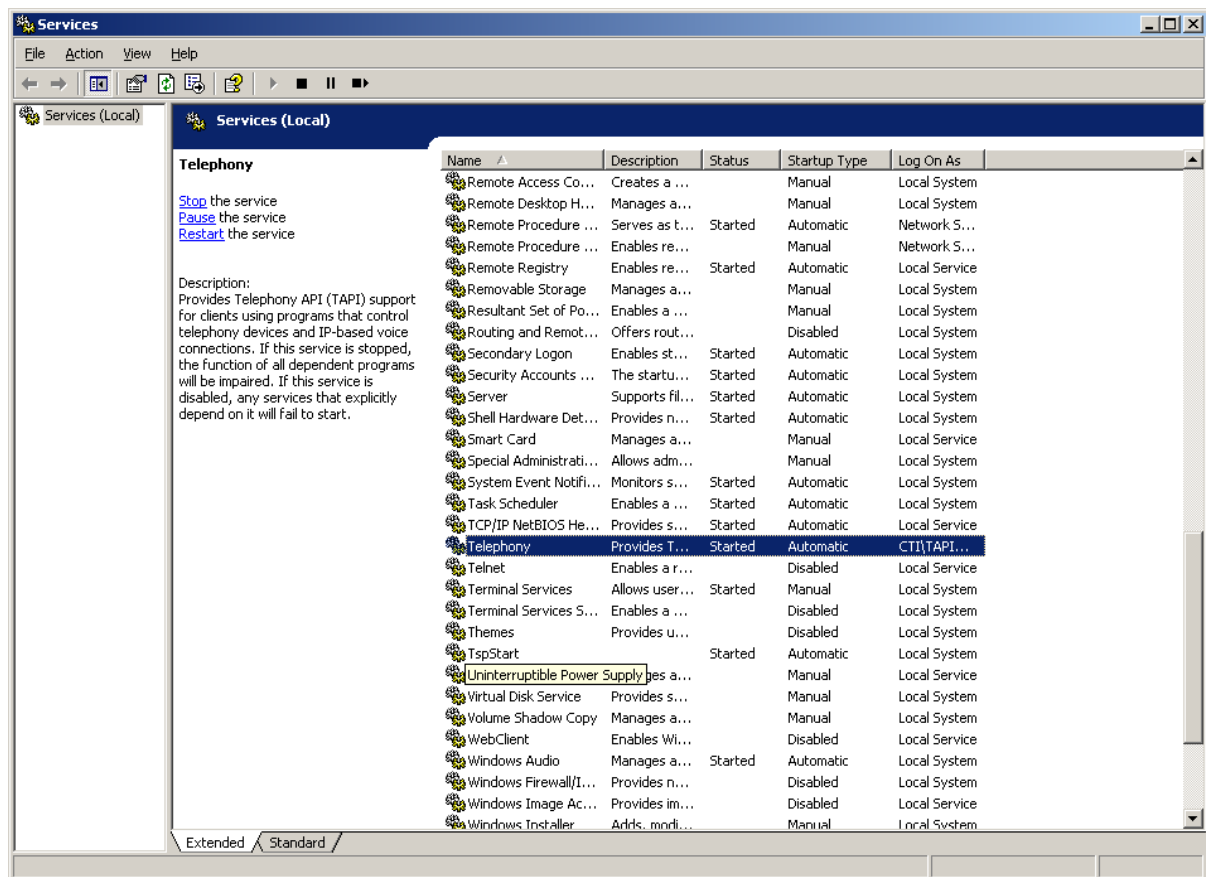 Services
File Action View Help
Services (Local)
Services (Local)
Telephony
Stop the service
Pause the service
Restart the service
Description:
Provides Telephony API (TAPI) support
for clients using programs that control
telephony devices and IP-based voice
connections. If this service is stopped,
the function of all dependent programs
will be impaired. If this service is
disabled, any services that explicitly
depend on it will fail to start.
Name Description Status Startup Type Log On As
Remote Access Co... Creates a ... Manual Local System
Remote Desktop H... Manages a... Manual Local System
Remote Procedure ... Serves as t... Started Automatic Network S...
Remote Procedure ... Enables re... Manual Network S...
Remote Registry Enables re... Started Automatic Local Service
Removable Storage Manages a... Manual Local System
Resultant Set of Po... Enables a ... Manual Local System
Routing and Remot... Offers rout... Disabled Local System
Secondary Logon Enables st... Started Automatic Local System
Security Accounts ... The startu... Started Automatic Local System
Server Supports fil... Started Automatic Local System
Shell Hardware Det... Provides n... Started Automatic Local System
Smart Card Manages a... Manual Local Service
Special Administrati... Allows adm... Manual Local System
System Event Notifi... Monitors s... Started Automatic Local System
Task Scheduler Enables a ... Started Automatic Local System
TCP/IP NetBIOS He... Provides s... Started Automatic Local Service
Telephony Provides T... Started Automatic CTI\TAPI...
Telnet Enables a r... Disabled Local Service
Terminal Services Allows user... Started Manual Local System
Terminal Services S... Enables a ... Disabled Local System
Themes Provides u... Disabled Local System
TspStart Started Automatic Local System
Uninterruptible Power Supply ges a... Manual Local Service
Virtual Disk Service Provides s... Manual Local System
Volume Shadow Copy Manages a... Manual Local System
WebClient Enables Wi... Disabled Local Service
Windows Audio Manages a... Started Automatic Local System
Windows Firewall/I... Provides n... Disabled Local System
Windows Image Ac... Provides im... Disabled Local Service
Windows Installer Adds, modi... Manual Local System
Extended Standard